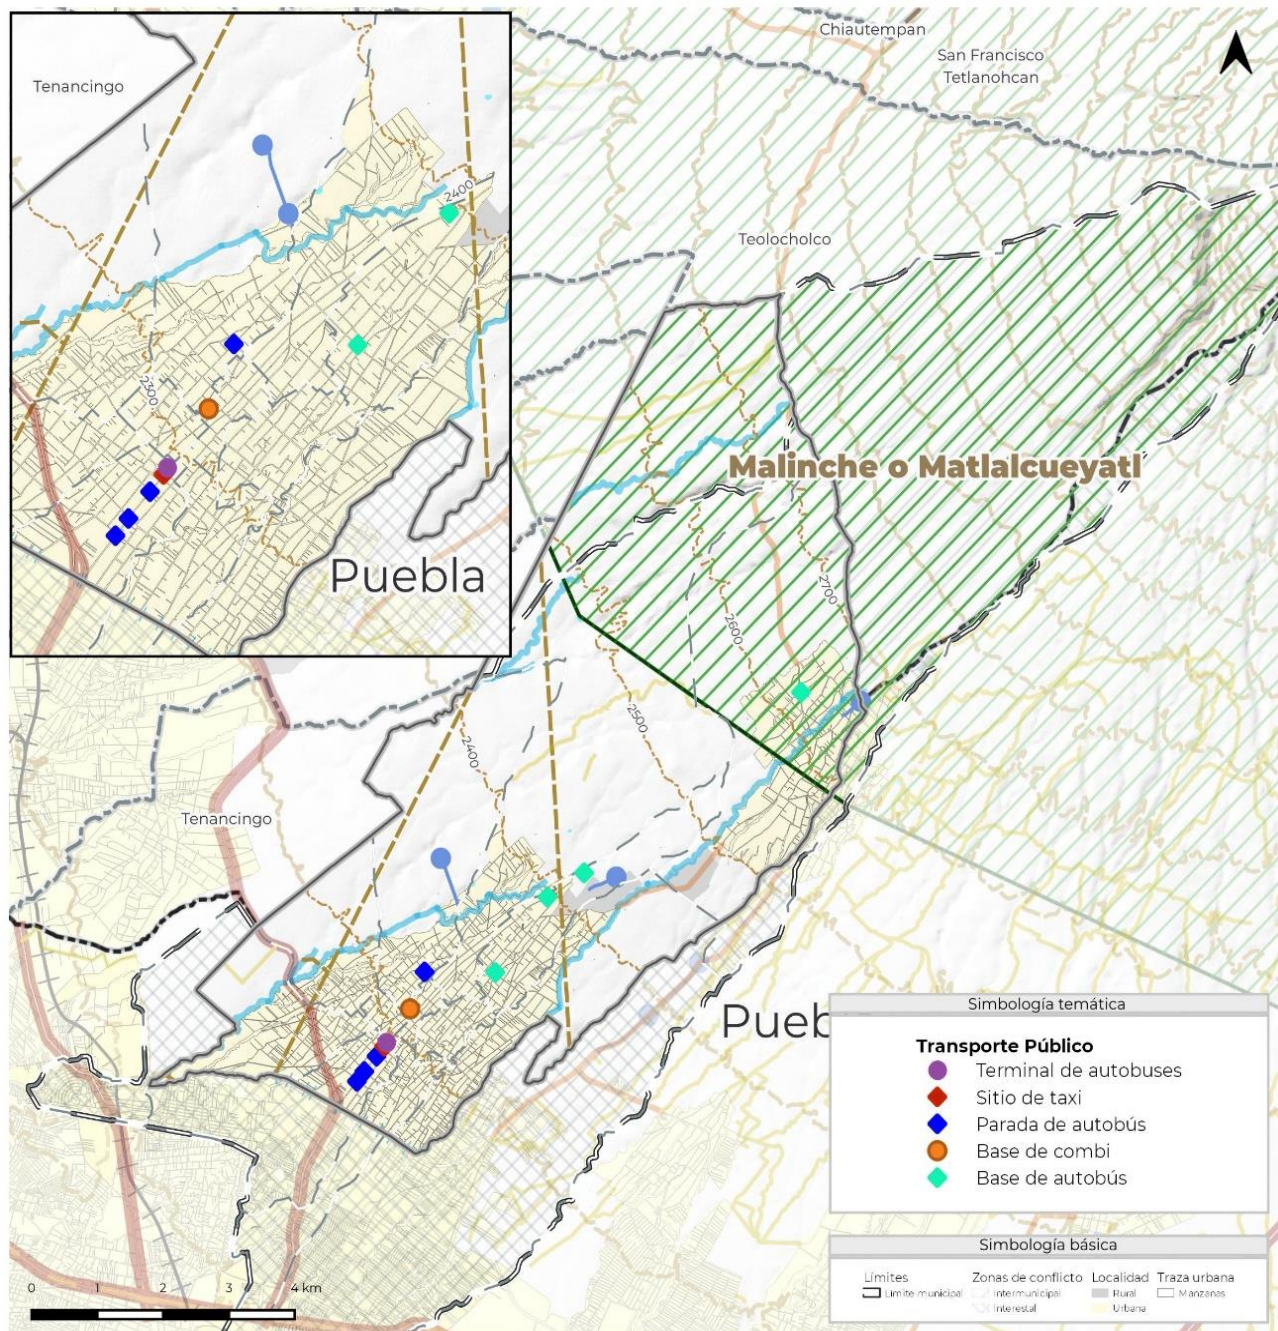 Chiautempan
San Francisco
Tetlanohcan
Tenancingo
2400
Teolocholco
2300
Malinche o Matlalcueyatl
Puebla
2700
2600
2500
2400
Tenancingo
Pueb
Simbología temática
Transporte Público
Terminal de autobuses
Sitio de taxi
Parada de autobús
Base de combi
Base de autobús
Simbología básica
Límites
Zonas de conflicto
Localidad
Traza urbana
Límite municipal
Intermunicipal
Rural
Manzanas
Interestal
Urbana
0 1 2 3 4 km